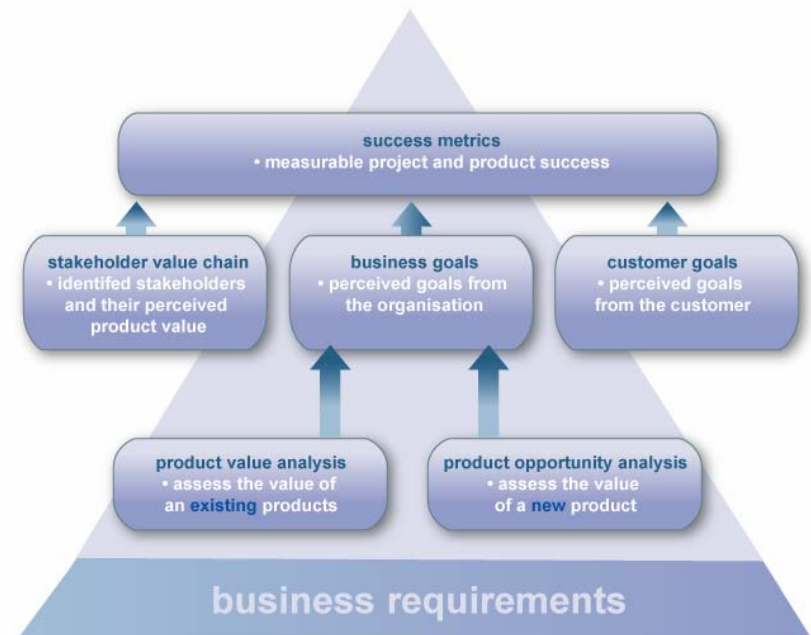 success metrics
• measurable project and product success
stakeholder value chain
• identifed stakeholders
and their perceived
product value
business goals
• perceived goals from
the organisation
customer goals
• perceived goals
from the customer
product value analysis
• assess the value of
an existing products
product opportunity analysis
• assess the value
of a new product
business requirements